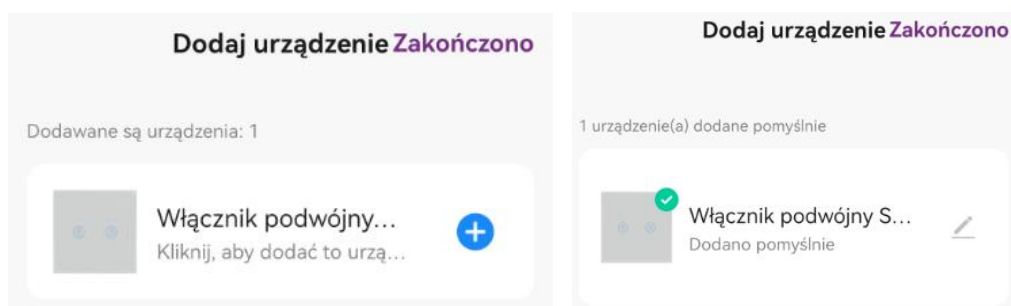 Dodaj urządzenie Zakończono
Dodawane są urządzenia: 1
Włącznik podwójny...
Kliknij, aby dodać to urzą...
Dodaj urządzenie Zakończono
1 urządzenie(a) dodane pomyślnie
Włącznik podwójny S...
Dodano pomyślnie